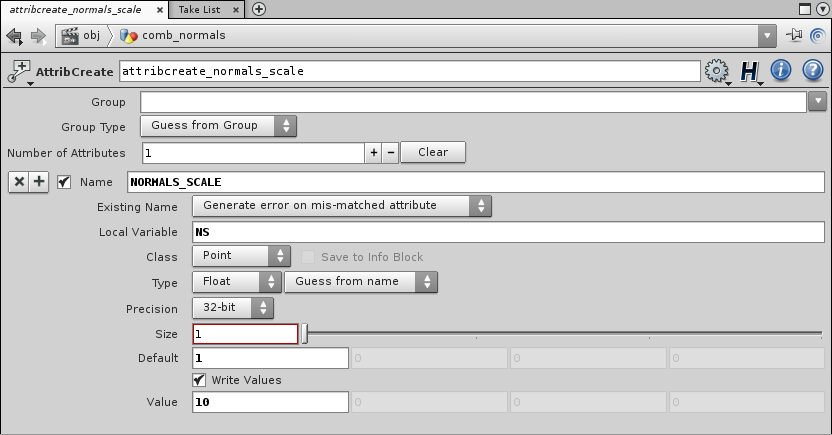 attribcreate_normals_scale Take List
obj comb_normals
AttribCreate attribcreate_normals_scale H
Group
Group Type Guess from Group
Number of Attributes 1 + − Clear
Name NORMALS_SCALE
Existing Name Generate error on mis-matched attribute
Local Variable NS
Class Point Save to Info Block
Type Float Guess from name
Precision 32-bit
Size 1
Default 1 0 0 0
Write Values
Value 10 0 0 0